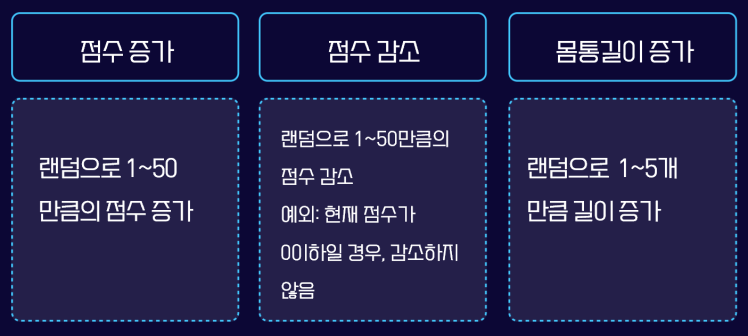 점수 증가
랜덤으로 1~50
만큼의 점수 증가
점수 감소
랜덤으로 1~50만큼의
점수 감소
예외: 현재 점수가
0이하일 경우, 감소하지
않음
몸통길이 증가
랜덤으로 1~5개
만큼 길이 증가